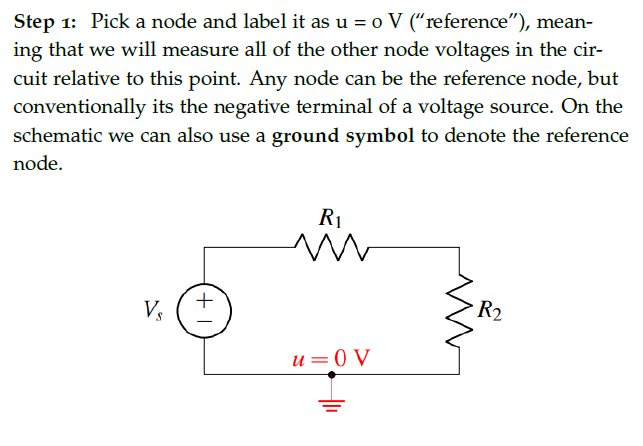 Step 1: Pick a node and label it as u = 0 V (“reference”), mean-
ing that we will measure all of the other node voltages in the cir-
cuit relative to this point. Any node can be the reference node, but
conventionally its the negative terminal of a voltage source. On the
schematic we can also use a ground symbol to denote the reference
node.
R₁
Vₛ
+
−
R₂
u = 0 V